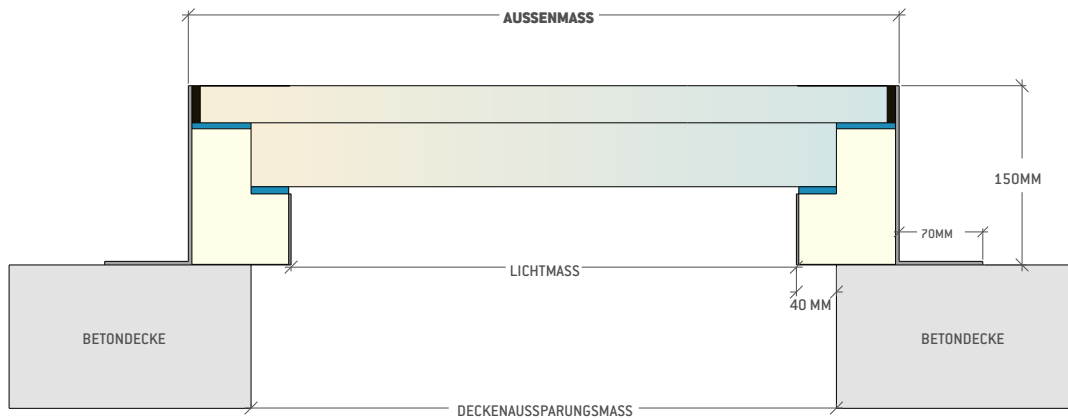 AUSSENMASS
150MM
70MM
LICHTMASS
40 MM
BETONDECKE
BETONDECKE
DECKENAUSSPARUNGSMASS